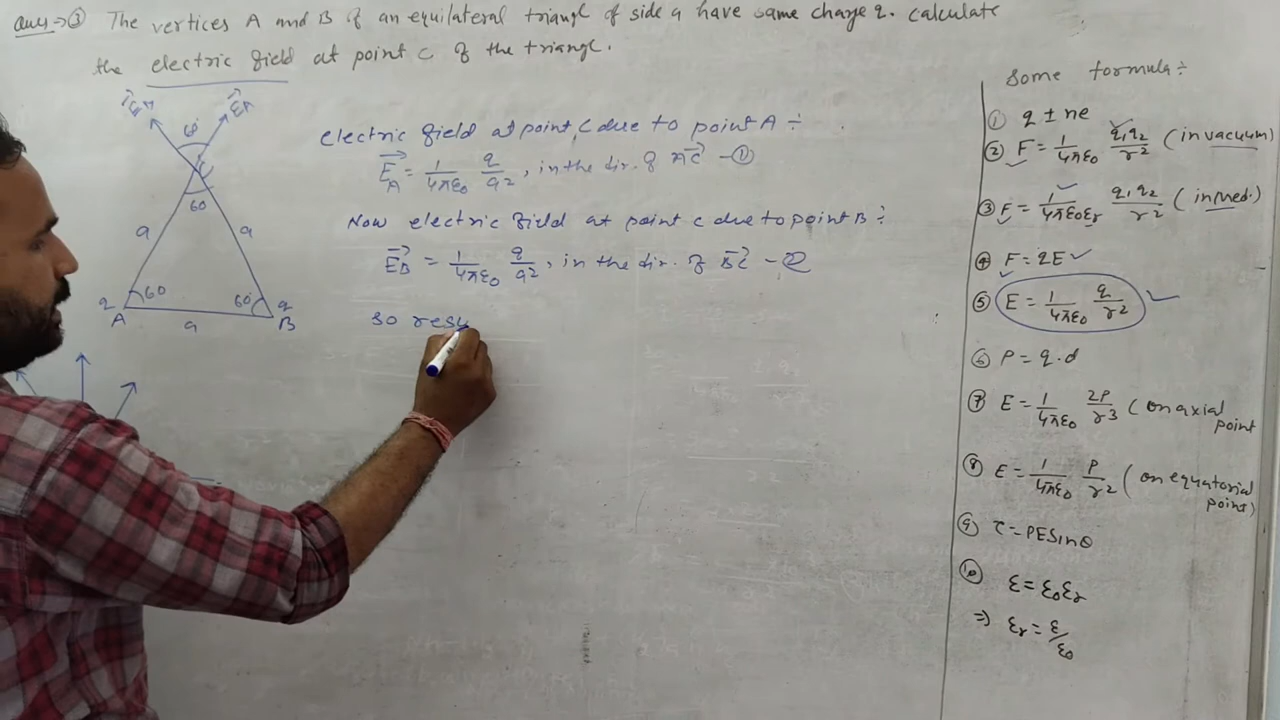 ans→③ The vertices A and B of an equilateral triangl of side a have same charge q. calculate
the electric field at point C of the triangl.
E⃗B
E⃗A
60°
C
60
a
a
q
60
60°
q
A
a
B
electric field at point C due to point A ÷
E⃗A = 1/4πε0 q/a2, in the dir. of AC⃗ —①
Now electric field at point C due to point B ÷
E⃗B = 1/4πε0 q/a2, in the dir. of BC⃗ —②
so resu
Some formula ÷
① q ± ne
② F = 1/4πε0 q1q2/r2 (in vacuum)
③ F = 1/4πε0εr q1q2/r2 (in med.)
④ F = qE
⑤ E = 1/4πε0 q/r2
⑥ P = q.d
⑦ E = 1/4πε0 2P/r3 (on axial
point
⑧ E = 1/4πε0 P/r2 (on equatorial
point)
⑨ τ = PESinθ
⑩ ε = ε0εr
⇒ εr = ε/ε0